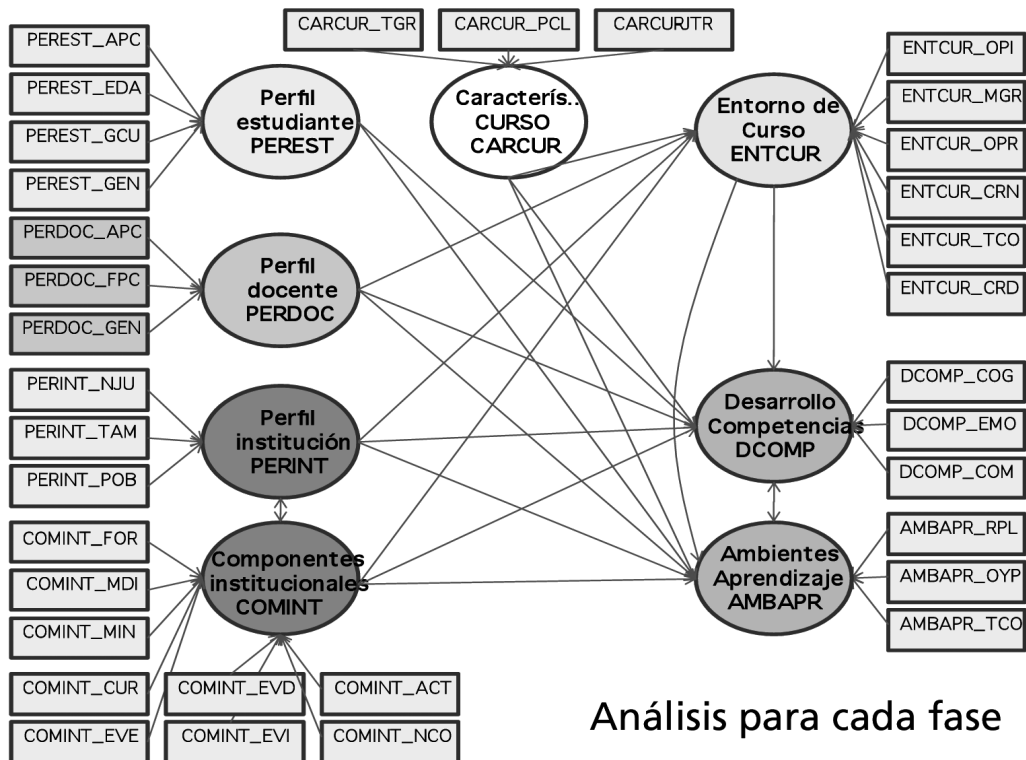 CARCUR_TGR
CARCUR_PCL
CARCURJTR
PEREST_APC
PEREST_EDA
PEREST_GCU
PEREST_GEN
PERDOC_APC
PERDOC_FPC
PERDOC_GEN
PERINT_NJU
PERINT_TAM
PERINT_POB
COMINT_FOR
COMINT_MDI
COMINT_MIN
COMINT_CUR
COMINT_EVE
COMINT_EVD
COMINT_EVI
COMINT_ACT
COMINT_NCO
Perfil
estudiante
PEREST
Perfil
docente
PERDOC
Perfil
institución
PERINT
Componentes
institucionales
COMINT
Caracterís..
CURSO
CARCUR
Entorno de
Curso
ENTCUR
Desarrollo
Competencias
DCOMP
Ambientes
Aprendizaje
AMBAPR
ENTCUR_OPI
ENTCUR_MGR
ENTCUR_OPR
ENTCUR_CRN
ENTCUR_TCO
ENTCUR_CRD
DCOMP_COG
DCOMP_EMO
DCOMP_COM
AMBAPR_RPL
AMBAPR_OYP
AMBAPR_TCO
Análisis para cada fase